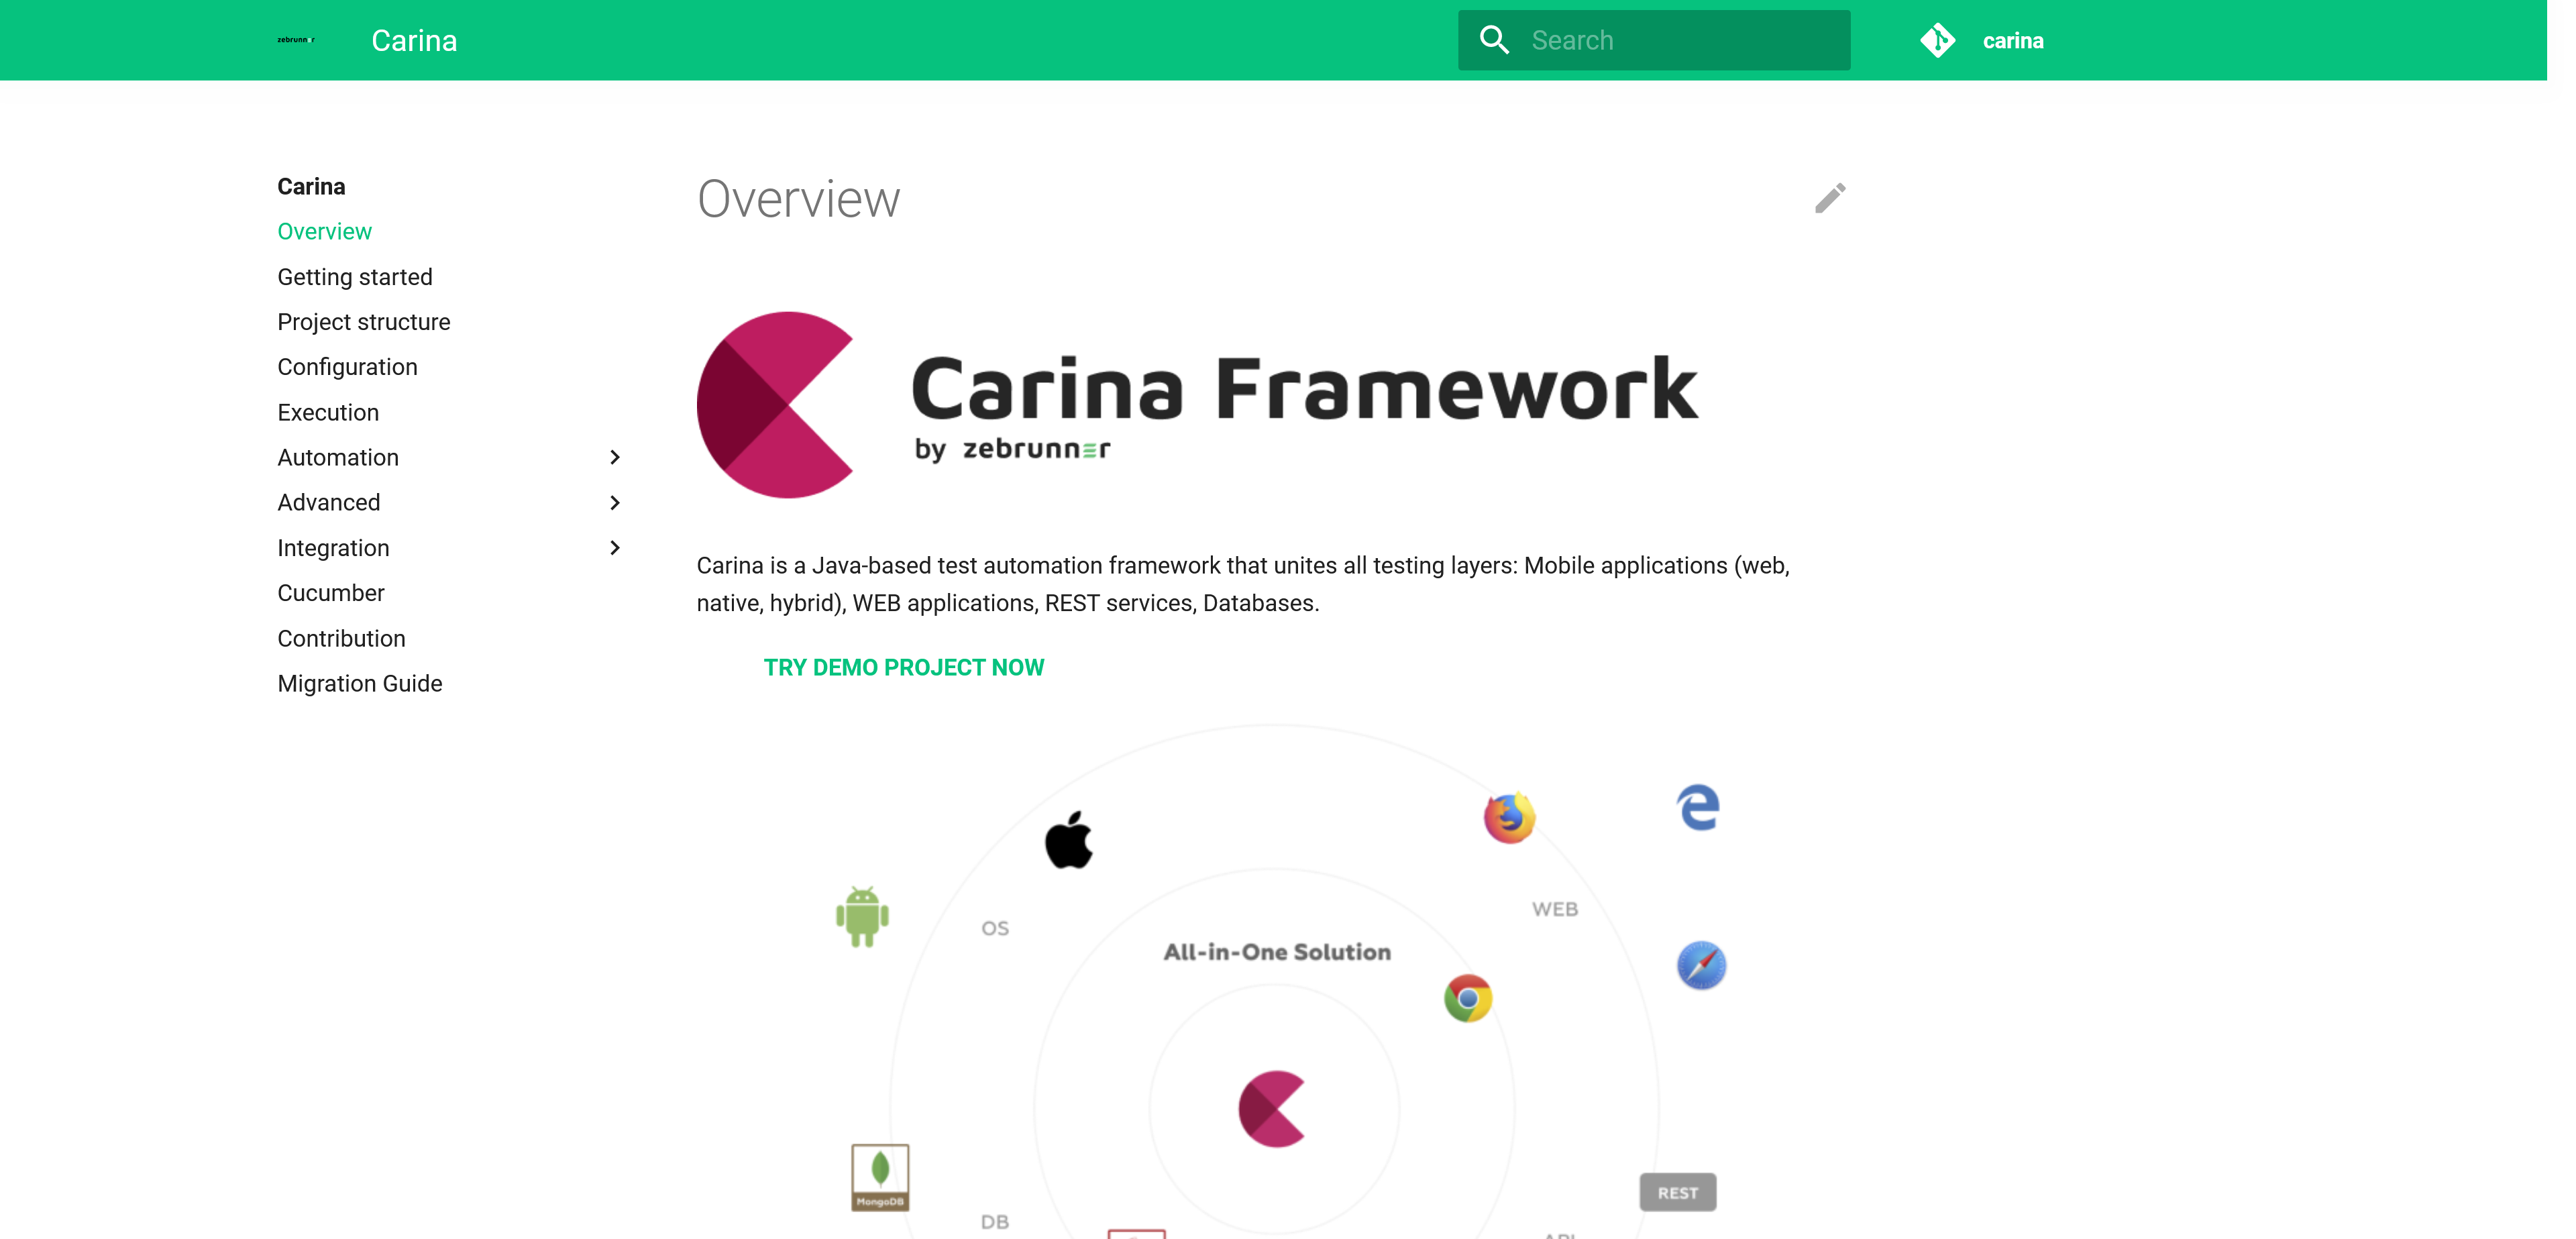 zebrunner
Carina
Search
carina
Carina
Overview
Getting started
Project structure
Configuration
Execution
Automation
Advanced
Integration
Cucumber
Contribution
Migration Guide
Overview
Carina Framework
by zebrunner
Carina is a Java-based test automation framework that unites all testing layers: Mobile applications (web,
native, hybrid), WEB applications, REST services, Databases.
TRY DEMO PROJECT NOW
OS
WEB
All-in-One Solution
MongoDB
REST
DB
API